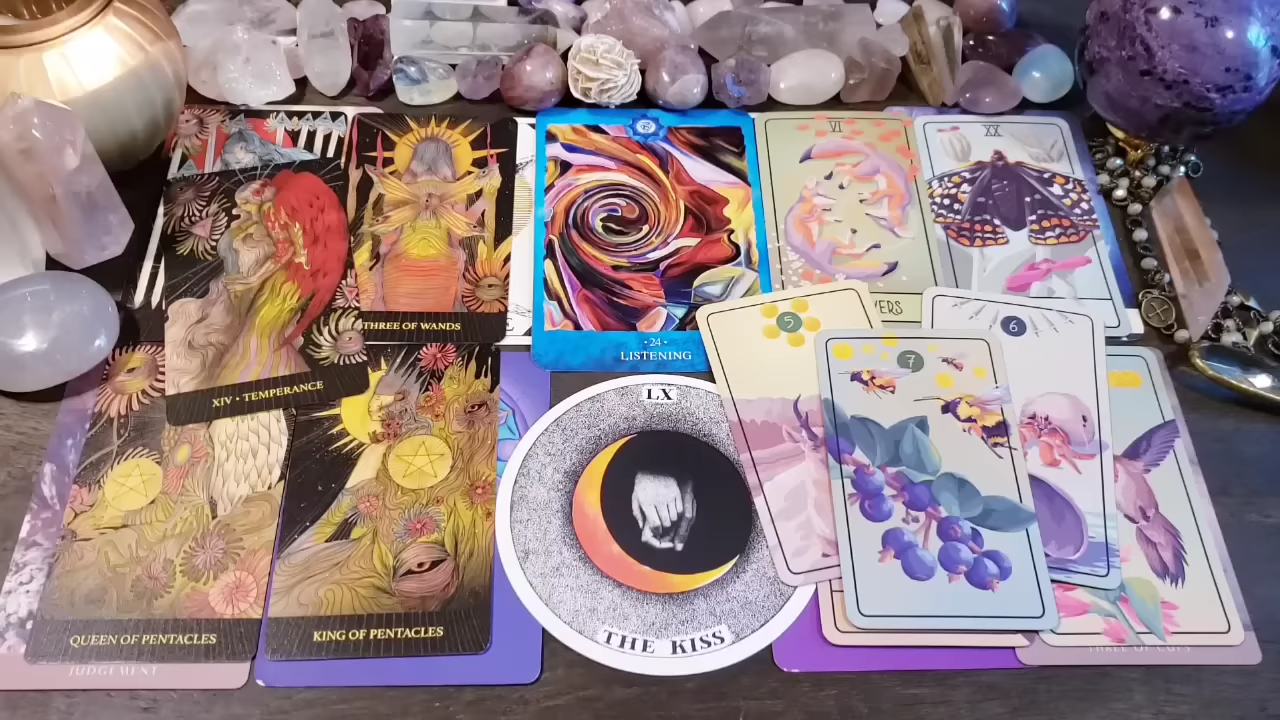 VI
XX
THREE OF WANDS
·24·
LISTENING
5
6
7
XIV · TEMPERANCE
LX
THE KISS
QUEEN OF PENTACLES
KING OF PENTACLES
JUDGEMENT
THREE OF CUPS